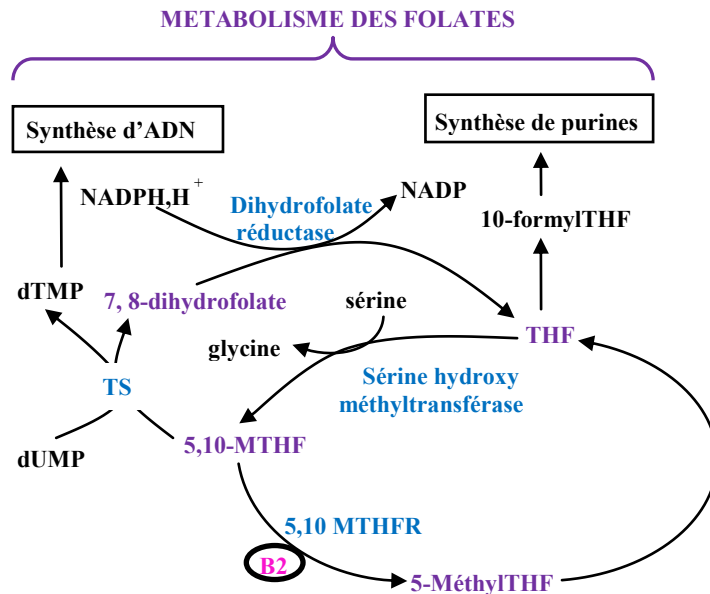 METABOLISME DES FOLATES
Synthèse d'ADN
Synthèse de purines
NADPH,H +
NADP
Dihydrofolate
réductase
10-formylTHF
dTMP
7, 8-dihydrofolate
sérine
THF
glycine
TS
Sérine hydroxy
méthyltransférase
dUMP
5,10-MTHF
5,10 MTHFR
B2
5-MéthylTHF